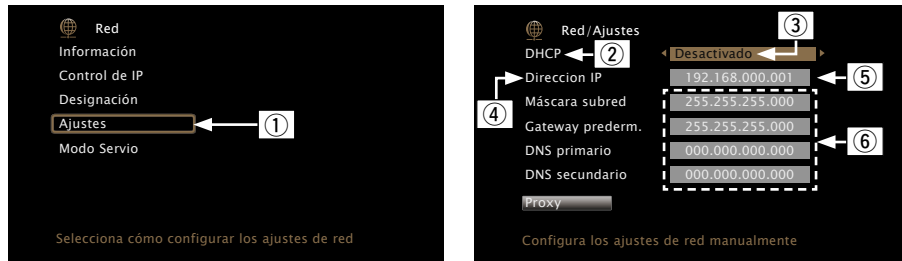 Red
Información
Control de IP
Designación
Ajustes
①
Modo Servio
Selecciona cómo configurar los ajustes de red
Red/Ajustes
③
DHCP
②
Desactivado
④
Direccion IP
192.168.000.001
⑤
Máscara subred
255.255.255.000
Gateway prederm.
255.255.255.000
⑥
DNS primario
000.000.000.000
DNS secundario
000.000.000.000
Proxy
Configura los ajustes de red manualmente